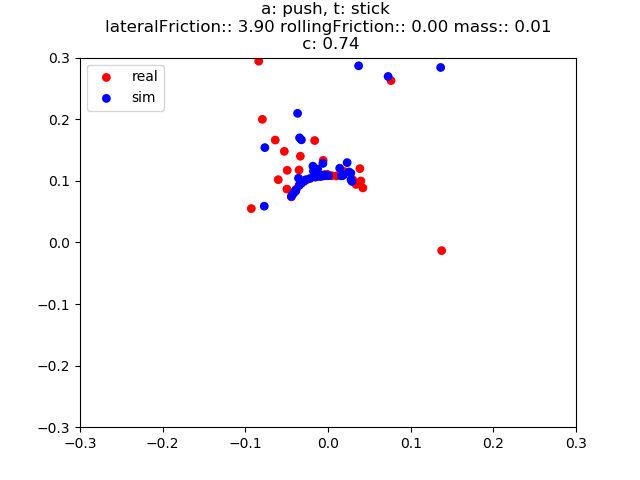 a: push, t: stick
lateralFriction:: 3.90 rollingFriction:: 0.00 mass:: 0.01
c: 0.74
real
sim
0.3
0.2
0.1
0.0
−0.1
−0.2
−0.3
−0.3
−0.2
−0.1
0.0
0.1
0.2
0.3